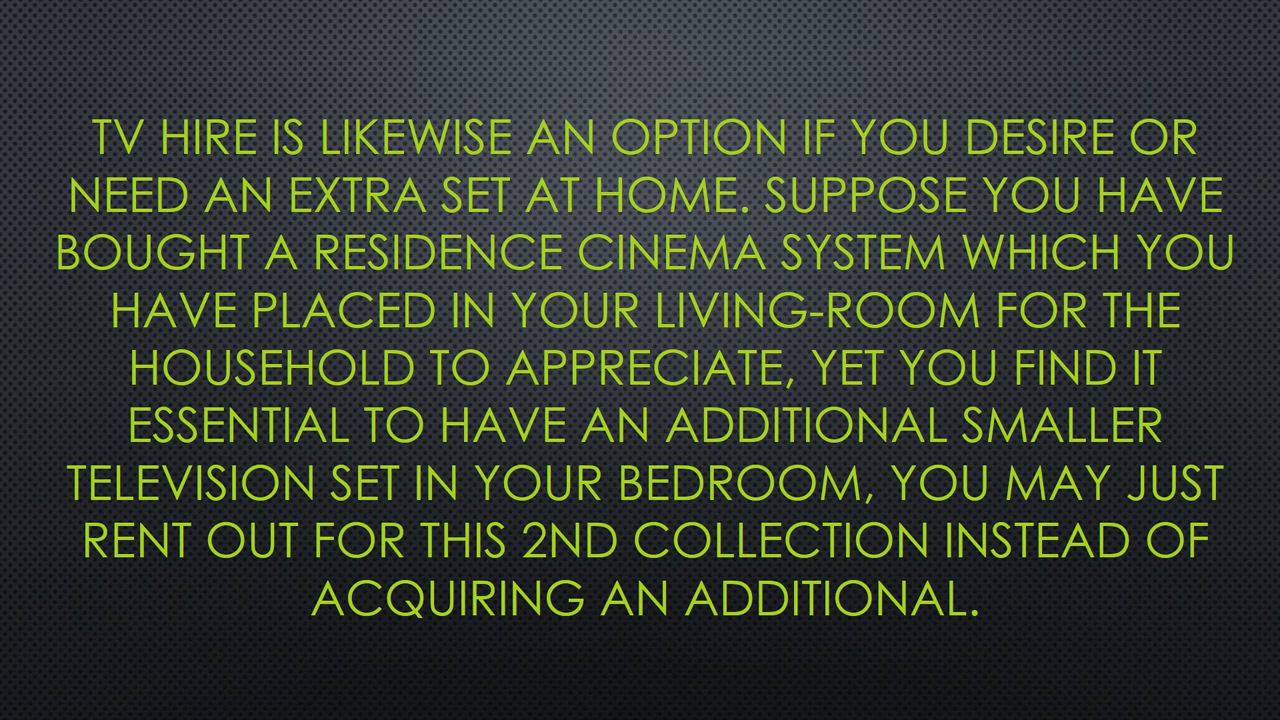 TV HIRE IS LIKEWISE AN OPTION IF YOU DESIRE OR
NEED AN EXTRA SET AT HOME. SUPPOSE YOU HAVE
BOUGHT A RESIDENCE CINEMA SYSTEM WHICH YOU
HAVE PLACED IN YOUR LIVING-ROOM FOR THE
HOUSEHOLD TO APPRECIATE, YET YOU FIND IT
ESSENTIAL TO HAVE AN ADDITIONAL SMALLER
TELEVISION SET IN YOUR BEDROOM, YOU MAY JUST
RENT OUT FOR THIS 2ND COLLECTION INSTEAD OF
ACQUIRING AN ADDITIONAL.